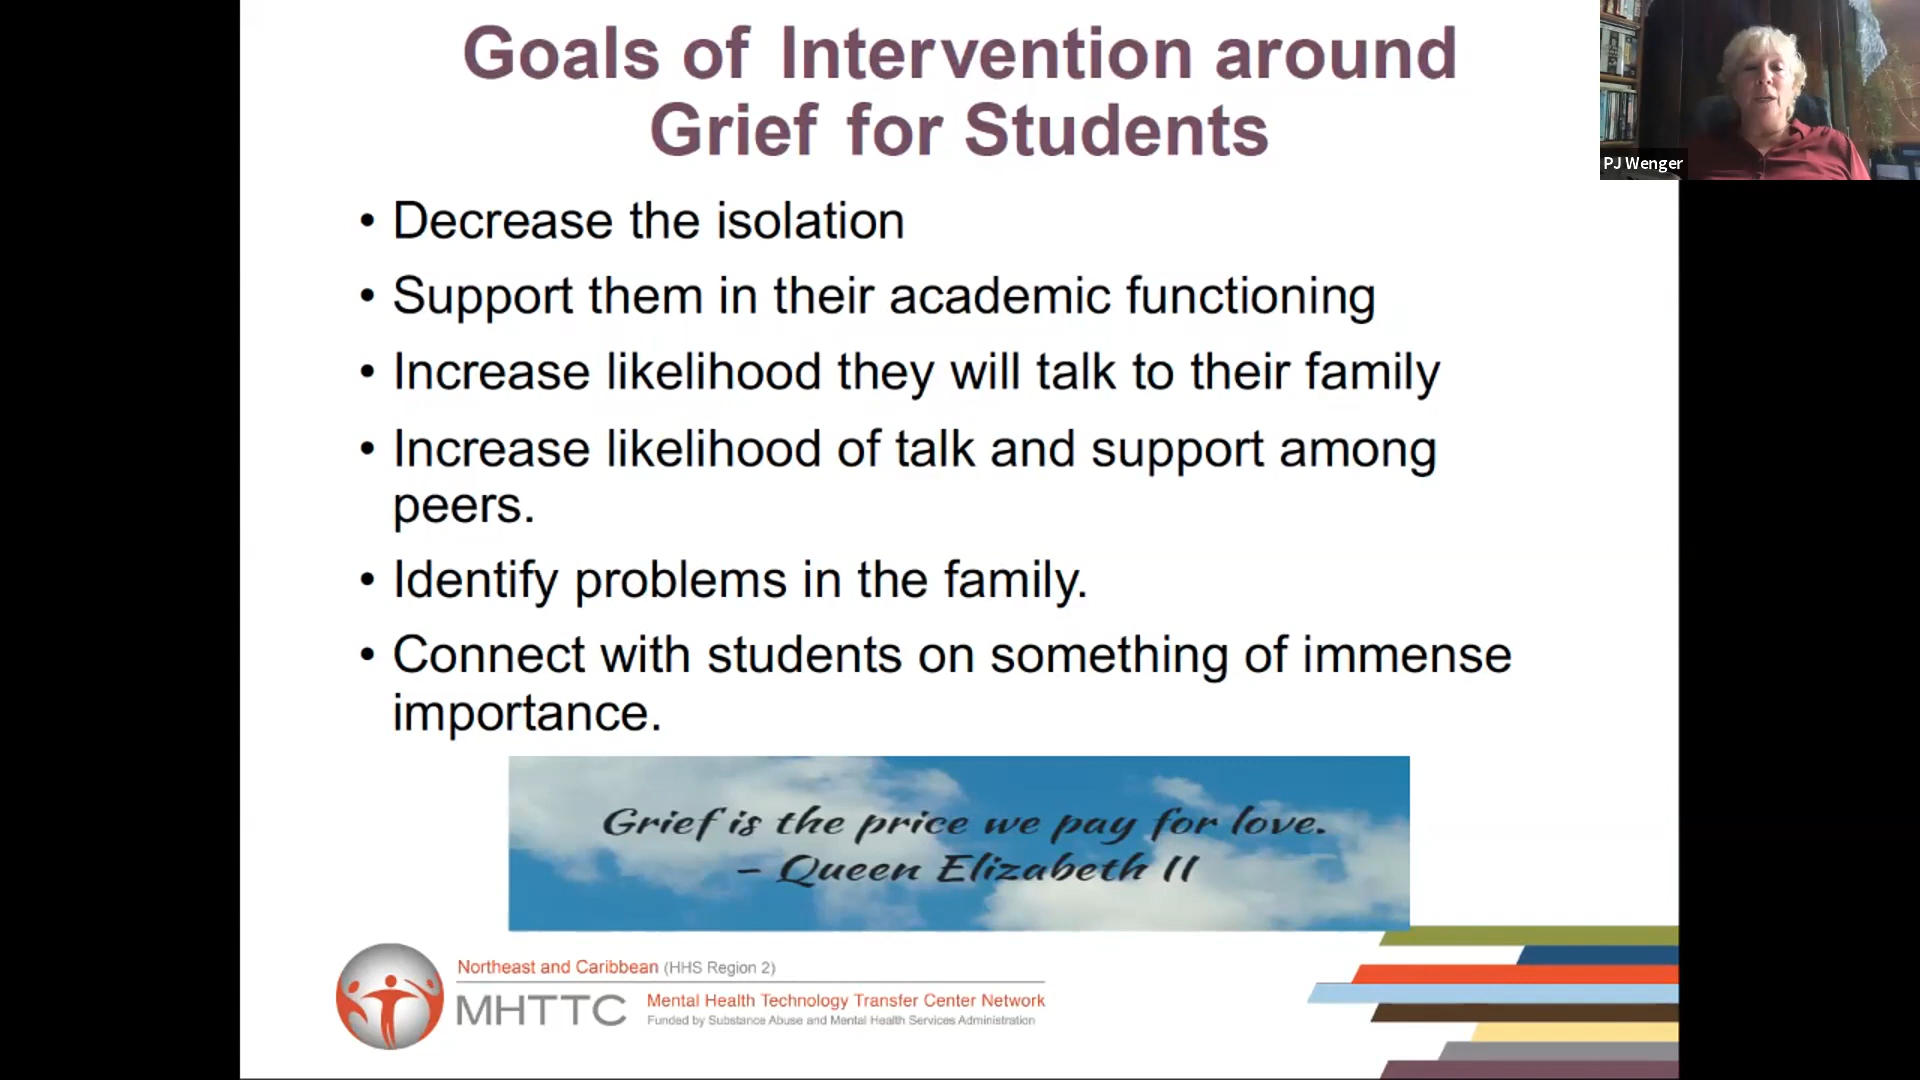 Goals of Intervention around
Grief for Students
• Decrease the isolation
• Support them in their academic functioning
• Increase likelihood they will talk to their family
• Increase likelihood of talk and support among
peers.
• Identify problems in the family.
• Connect with students on something of immense
importance.
Grief is the price we pay for love.
– Queen Elizabeth II
Northeast and Caribbean (HHS Region 2)
MHTTC Mental Health Technology Transfer Center Network
Funded by Substance Abuse and Mental Health Services Administration
PJ Wenger